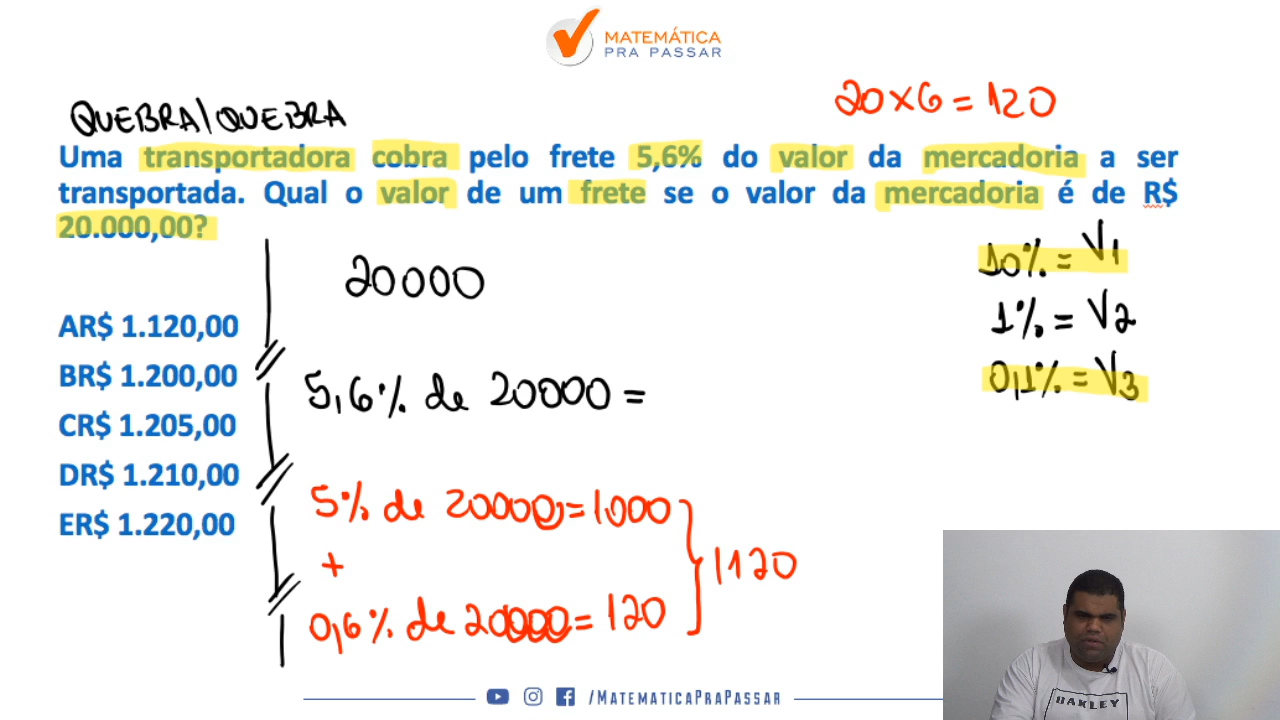 MATEMÁTICA
PRA PASSAR
20×6=120
QUEBRA/QUEBRA
Uma transportadora cobra pelo frete 5,6% do valor da mercadoria a ser
transportada. Qual o valor de um frete se o valor da mercadoria é de R$
20.000,00?
10% = V1
20000
1% = V2
AR$ 1.120,00
BR$ 1.200,00
0,1% = V3
5,6% de 20000 =
CR$ 1.205,00
DR$ 1.210,00
5% de 20000=1000
ER$ 1.220,00
+
1120
0,6% de 20000=120
/MATEMATICAPRAPASSAR
OAKLEY